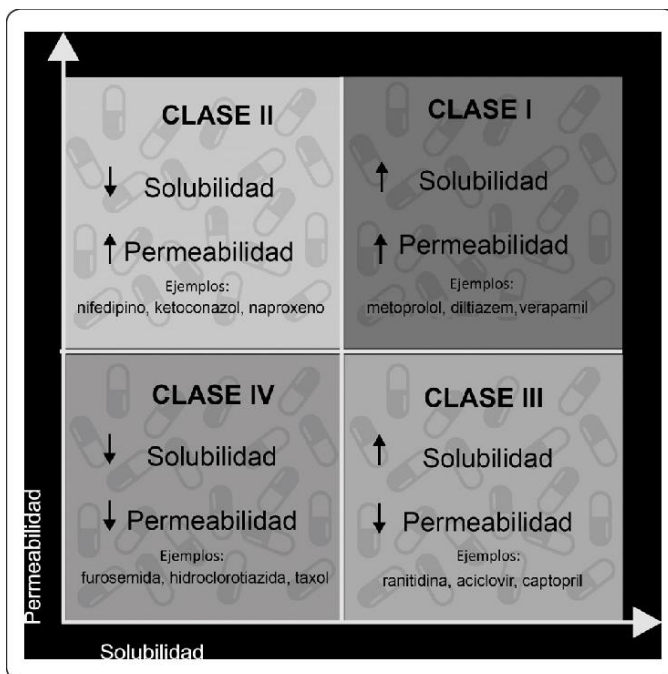 CLASE II
↓ Solubilidad
↑ Permeabilidad
Ejemplos:
nifedipino, ketoconazol, naproxeno
CLASE I
↑ Solubilidad
↑ Permeabilidad
Ejemplos:
metoprolol, diltiazem, verapamil
CLASE IV
↓ Solubilidad
↓ Permeabilidad
Ejemplos:
furosemida, hidroclorotiazida, taxol
CLASE III
↑ Solubilidad
↓ Permeabilidad
Ejemplos:
ranitidina, aciclovir, captopril
Permeabilidad
Solubilidad